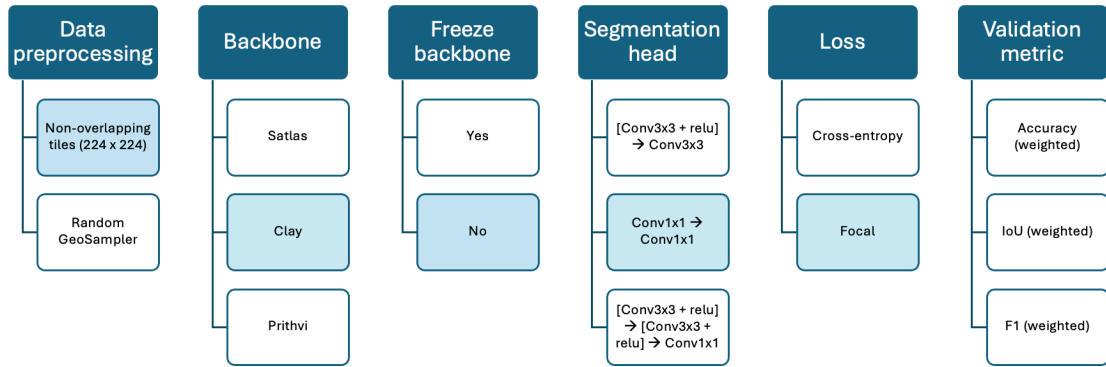 Data
preprocessing
Non-overlapping
tiles (224 x 224)
Random
GeoSampler
Backbone
Satlas
Clay
Prithvi
Freeze
backbone
Yes
No
Segmentation
head
[Conv3x3 + relu]
→ Conv3x3
Conv1x1 →
Conv1x1
[Conv3x3 + relu]
→ [Conv3x3 +
relu] → Conv1x1
Loss
Cross-entropy
Focal
Validation
metric
Accuracy
(weighted)
IoU (weighted)
F1 (weighted)